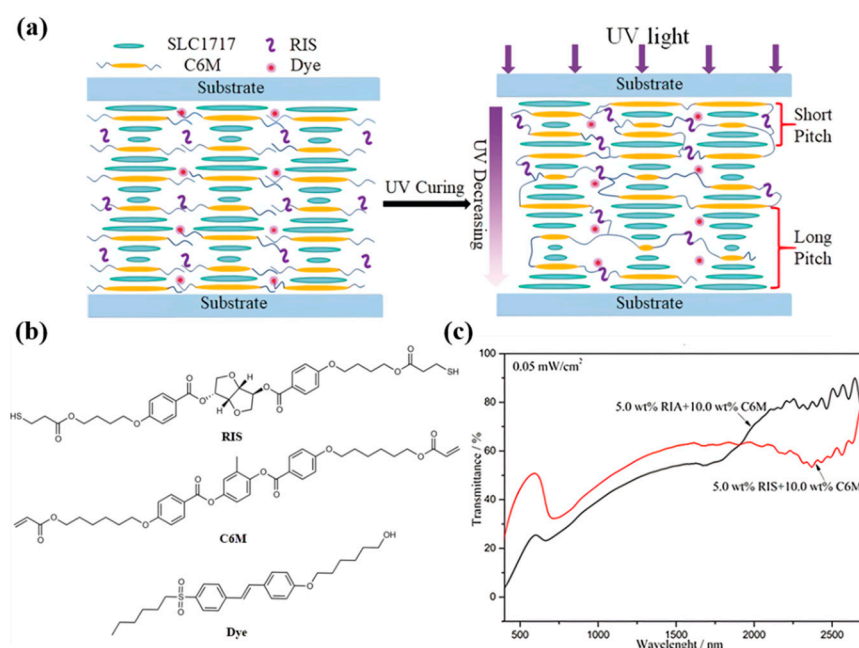 (a)
SLC1717
RIS
C6M
Dye
Substrate
Substrate
UV Curing
UV light
Substrate
UV Decreasing
Short
Pitch
Long
Pitch
Substrate
(b)
O
O
O
O
SH
O
O
O
H
O
O
H
O
O
O
HS
O
RIS
O
O
O
O
O
O
O
O
O
O
C6M
OH
O
O
S
O
Dye
(c)
0.05 mW/cm²
5.0 wt% RIA+10.0 wt% C6M
5.0 wt% RIS+10.0 wt% C6M
Transmittance / %
100
80
60
40
20
0
500
1000
1500
2000
2500
Wavelenght / nm